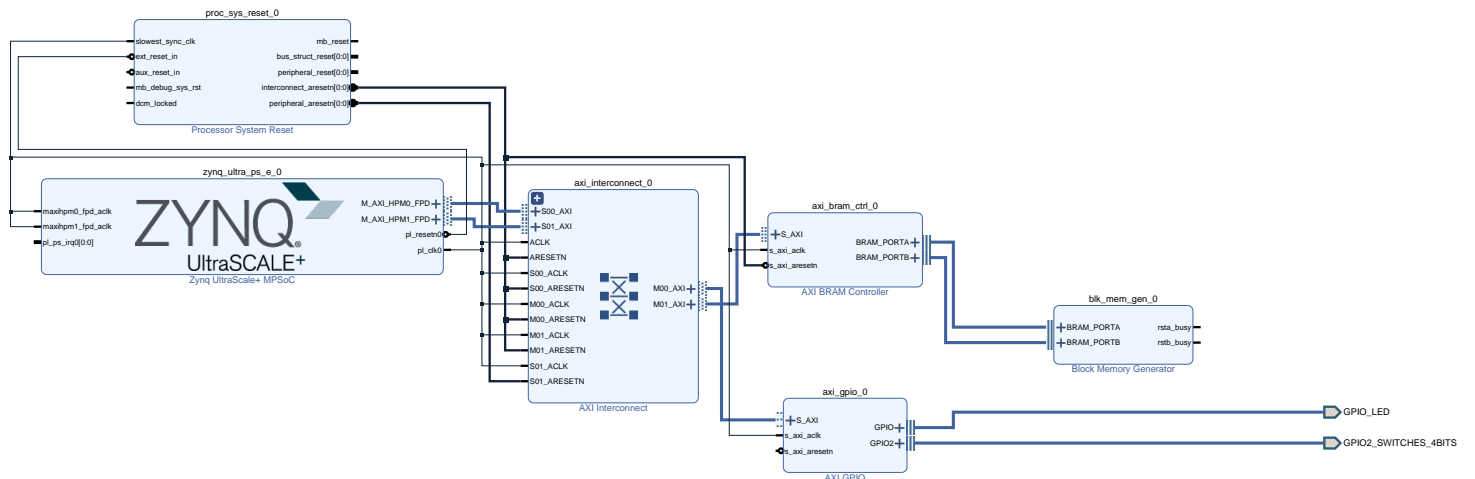 proc_sys_reset_0
slowest_sync_clk
ext_reset_in
aux_reset_in
mb_debug_sys_rst
dcm_locked
mb_reset
bus_struct_reset[0:0]
peripheral_reset[0:0]
interconnect_aresetn[0:0]
peripheral_aresetn[0:0]
Processor System Reset
zynq_ultra_ps_e_0
maxihpm0_fpd_aclk
maxihpm1_fpd_aclk
pl_ps_irq0[0:0]
ZYNQ
UltraSCALE+
M_AXI_HPM0_FPD
M_AXI_HPM1_FPD
pl_resetn0
pl_clk0
Zynq UltraScale+ MPSoC
axi_interconnect_0
S00_AXI
S01_AXI
ACLK
ARESETN
S00_ACLK
S00_ARESETN
M00_ACLK
M00_ARESETN
M01_ACLK
M01_ARESETN
S01_ACLK
S01_ARESETN
M00_AXI
M01_AXI
AXI Interconnect
axi_bram_ctrl_0
S_AXI
s_axi_aclk
s_axi_aresetn
BRAM_PORTA
BRAM_PORTB
AXI BRAM Controller
blk_mem_gen_0
BRAM_PORTA
BRAM_PORTB
rsta_busy
rstb_busy
Block Memory Generator
axi_gpio_0
S_AXI
s_axi_aclk
s_axi_aresetn
GPIO
GPIO2
AXI GPIO
GPIO_LED
GPIO2_SWITCHES_4BITS